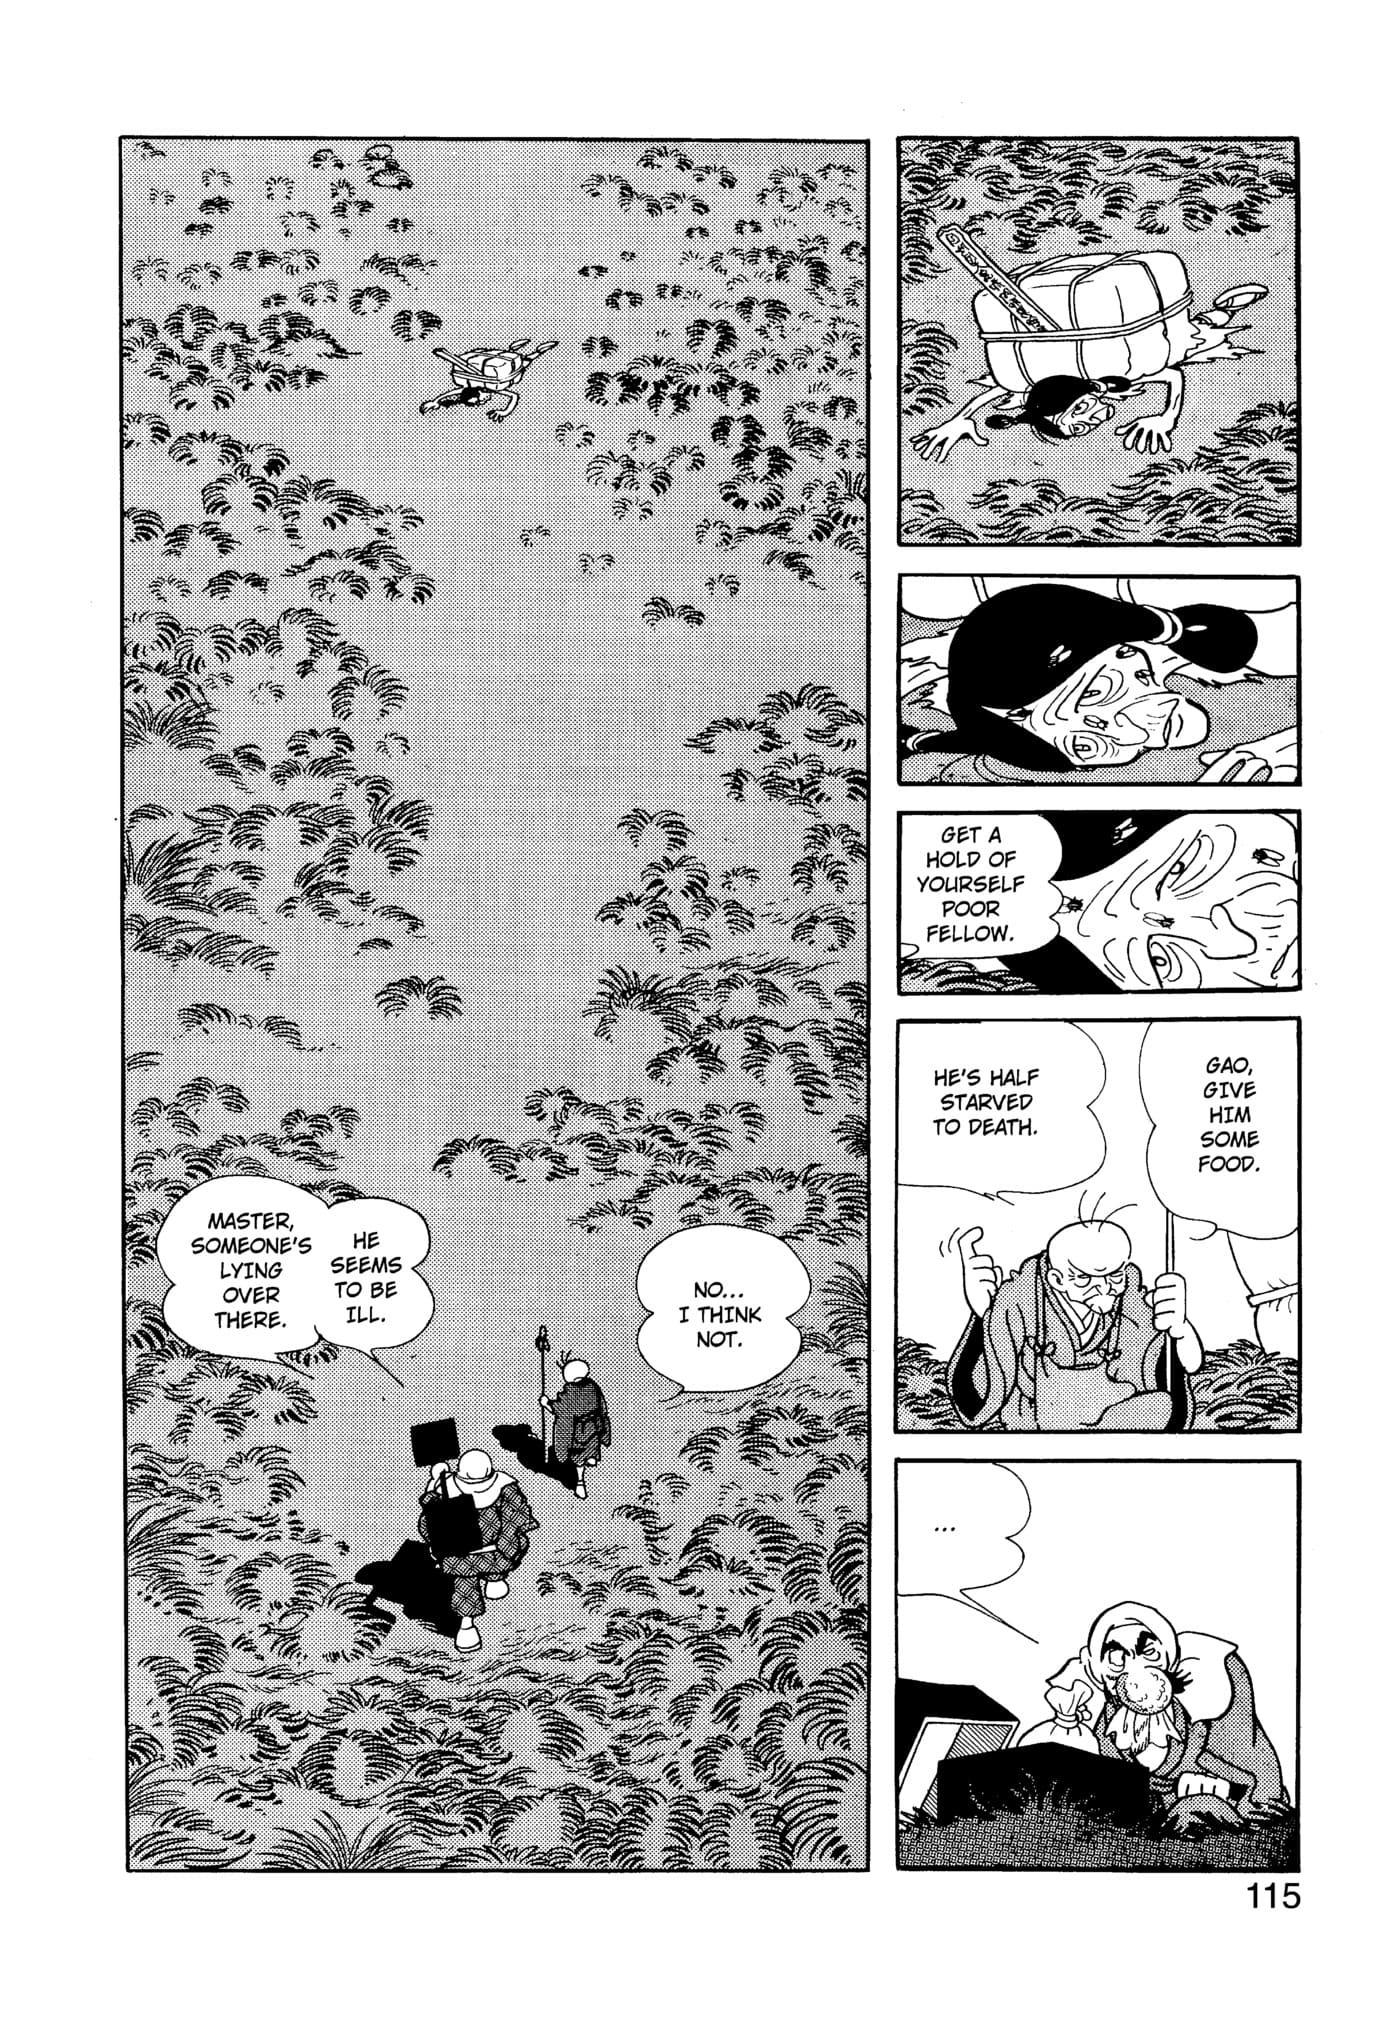 MASTER,
SOMEONE'S
LYING
OVER
THERE.
HE
SEEMS
TO BE
ILL.
NO...
I THINK
NOT.
GET A
HOLD OF
YOURSELF
POOR
FELLOW.
HE'S HALF
STARVED
TO DEATH.
GAO,
GIVE
HIM
SOME
FOOD.
...
115